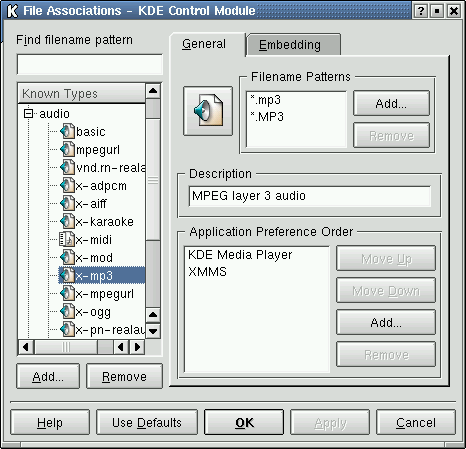 File Associations - KDE Control Module
Find filename pattern
Known Types
audio
basic
mpegurl
vnd.rn-reala
x-adpcm
x-aiff
x-karaoke
x-midi
x-mod
x-mp3
x-mpegurl
x-ogg
x-pn-realau
Add...
Remove
General
Embedding
Filename Patterns
*.mp3
*.MP3
Add...
Remove
Description
MPEG layer 3 audio
Application Preference Order
KDE Media Player
XMMS
Move Up
Move Down
Add...
Remove
Help
Use Defaults
OK
Apply
Cancel